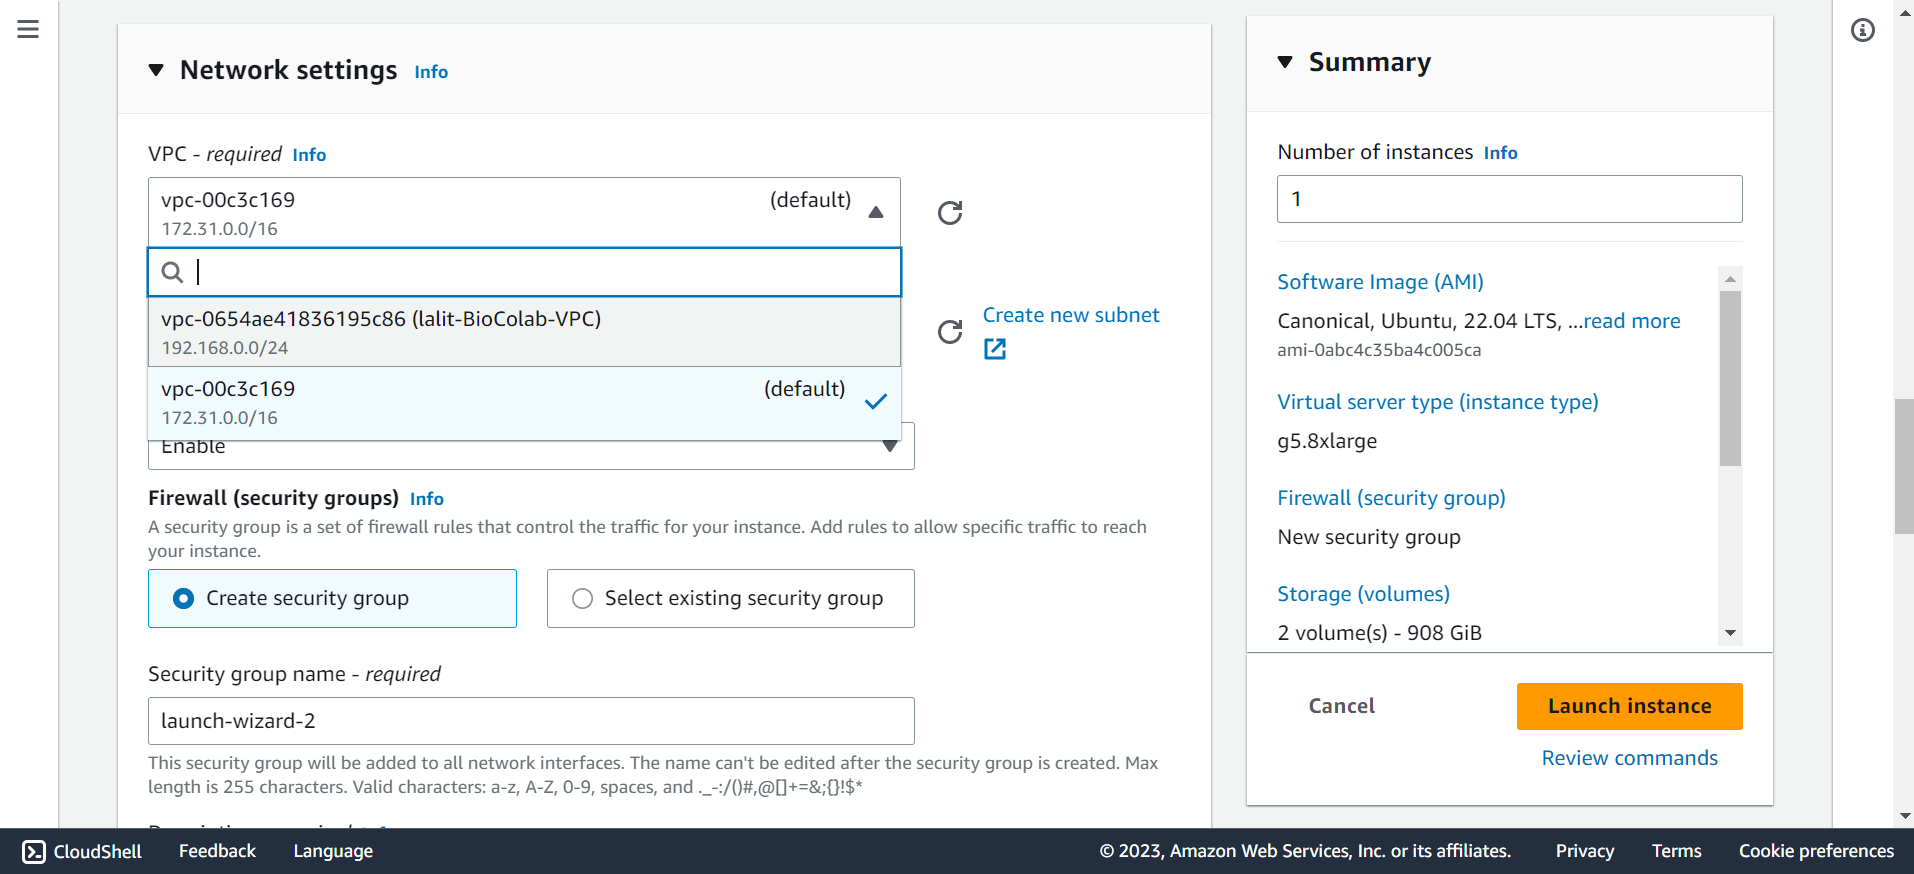 Network settings Info
VPC - required Info
vpc-00c3c169 (default)
172.31.0.0/16
vpc-0654ae41836195c86 (lalit-BioColab-VPC)
192.168.0.0/24
vpc-00c3c169 (default)
172.31.0.0/16
Create new subnet
Enable
Firewall (security groups) Info
A security group is a set of firewall rules that control the traffic for your instance. Add rules to allow specific traffic to reach
your instance.
Create security group
Select existing security group
Security group name - required
launch-wizard-2
This security group will be added to all network interfaces. The name can't be edited after the security group is created. Max
length is 255 characters. Valid characters: a-z, A-Z, 0-9, spaces, and ._-:/()#,@[]+=&;{}!$*
Summary
Number of instances Info
1
Software Image (AMI)
Canonical, Ubuntu, 22.04 LTS, ...read more
ami-0abc4c35ba4c005ca
Virtual server type (instance type)
g5.8xlarge
Firewall (security group)
New security group
Storage (volumes)
2 volume(s) - 908 GiB
Cancel
Launch instance
Review commands
CloudShell Feedback Language
© 2023, Amazon Web Services, Inc. or its affiliates. Privacy Terms Cookie preferences